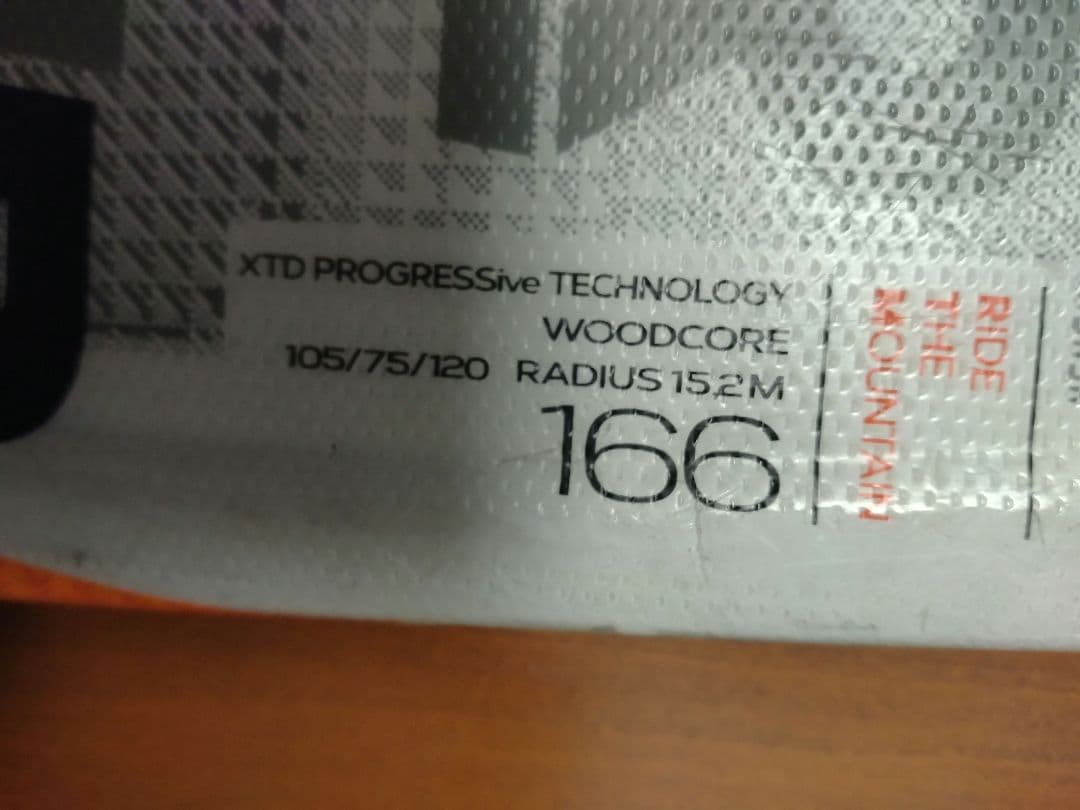 XTD PROGRESSive TECHNOLOGY
WOODCORE
105/75/120 RADIUS 15,2M
166
RIDE
THE
MOUNTAIN